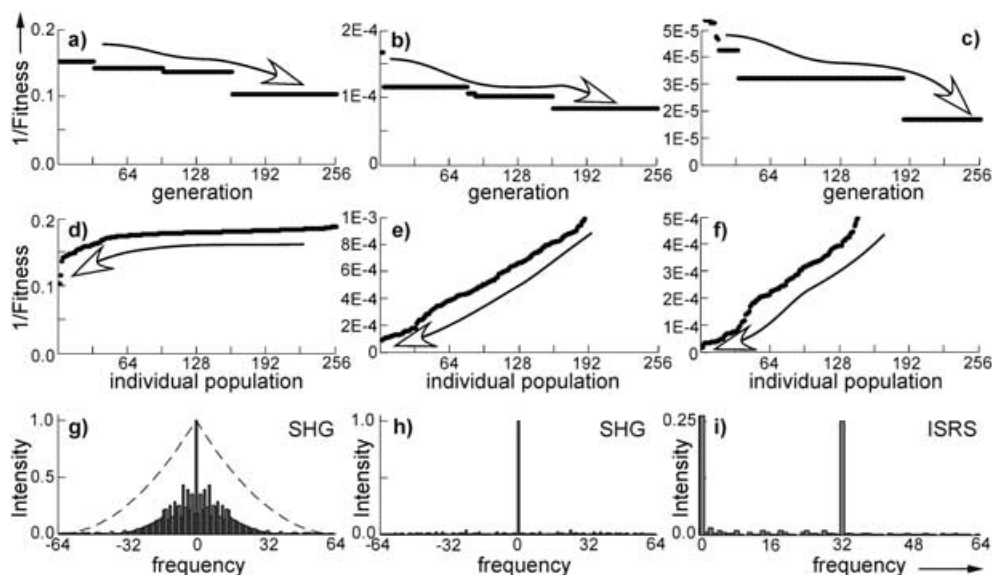 a)
1/Fitness
0.2
0.1
0.0
64 128 192 256
generation
b)
2E-4
1E-4
0
64 128 192 256
generation
c)
5E-5
4E-5
3E-5
2E-5
1E-5
0
64 128 192 256
generation
d)
1/Fitness
0.2
0.1
0.0
64 128 192 256
individual population
e)
1E-3
8E-4
6E-4
4E-4
2E-4
0
64 128 192 256
individual population
f)
5E-4
4E-4
3E-4
2E-4
1E-4
0
64 128 192 256
individual population
g) SHG
Intensity
1.0
0.5
0.0
-64 -32 0 32 64
frequency
h) SHG
Intensity
1.0
0.5
0.0
-64 -32 0 32 64
frequency
i) ISRS
Intensity
0.25
0.00
0 16 32 48 64
frequency